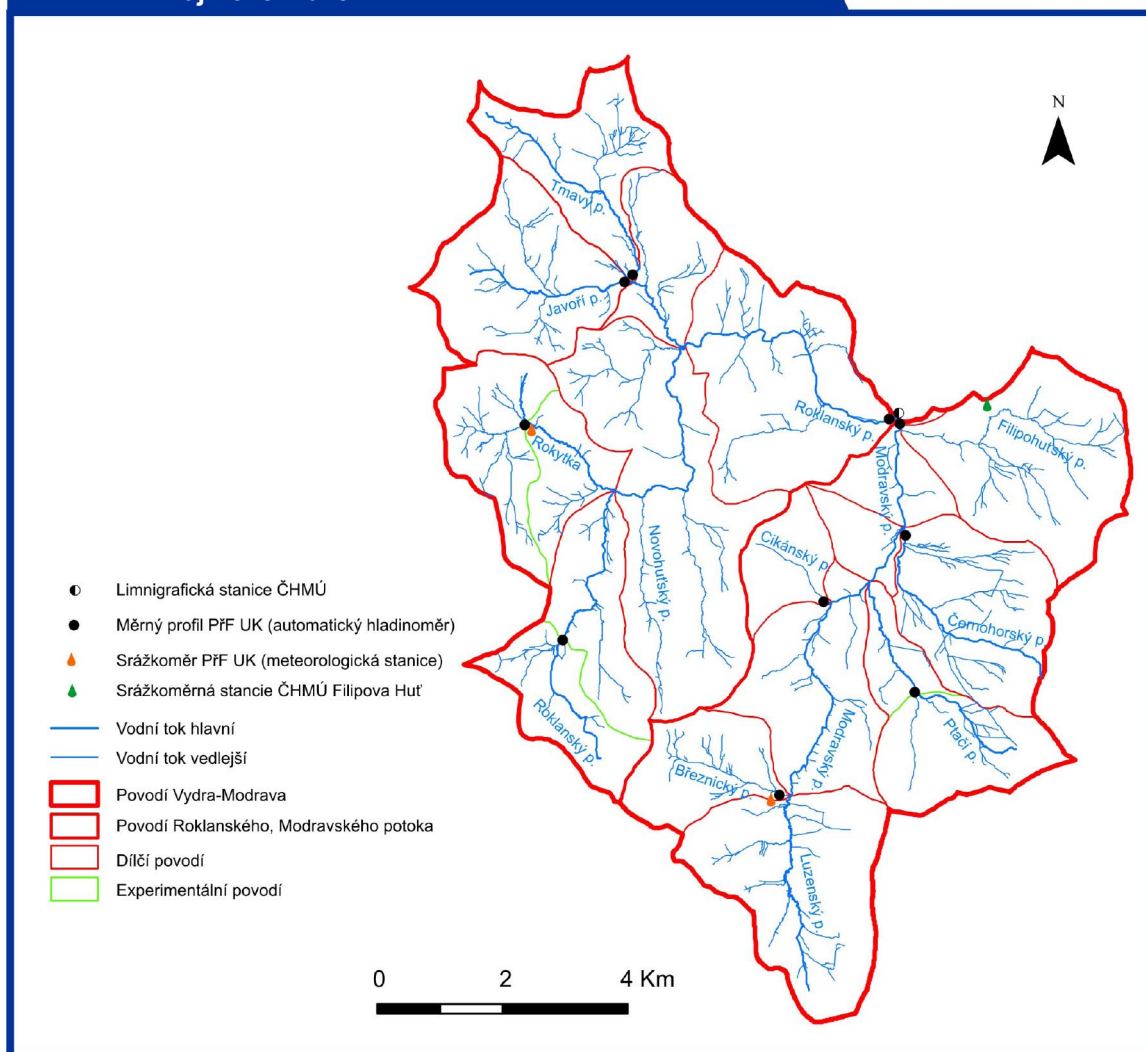 N
Tmavý p.
Javoří p.
Roklanský p.
Filipohuťský p.
Rokytka
Modravský p.
Cikánský p.
Novohuťský p.
Černohorský p.
Roklanský p.
Modravský p.
Ptačí p.
Březnický p.
Luzenský p.
Limnigrafická stanice ČHMÚ
Měrný profil PřF UK (automatický hladinoměr)
Srážkoměr PřF UK (meteorologická stanice)
Srážkoměrná stancie ČHMÚ Filipova Huť
Vodní tok hlavní
Vodní tok vedlejší
Povodí Vydra-Modrava
Povodí Roklanského, Modravského potoka
Dílčí povodí
Experimentální povodí
0 2 4 Km